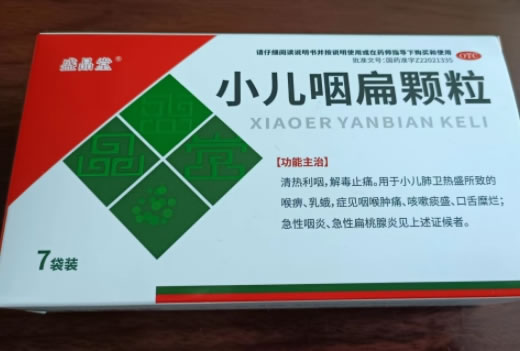 盛晶堂®
请仔细阅读说明书并按说明使用或在药师指导下购买和使用
批准文号：国药准字Z22021335
OTC
小儿咽扁颗粒
XIAOER YANBIAN KELI
【功能主治】
清热利咽，解毒止痛。用于小儿肺卫热盛所致的
喉痹、乳蛾，症见咽喉肿痛、咳嗽痰盛、口舌糜烂；
急性咽炎、急性扁桃腺炎见上述证候者。
7袋装